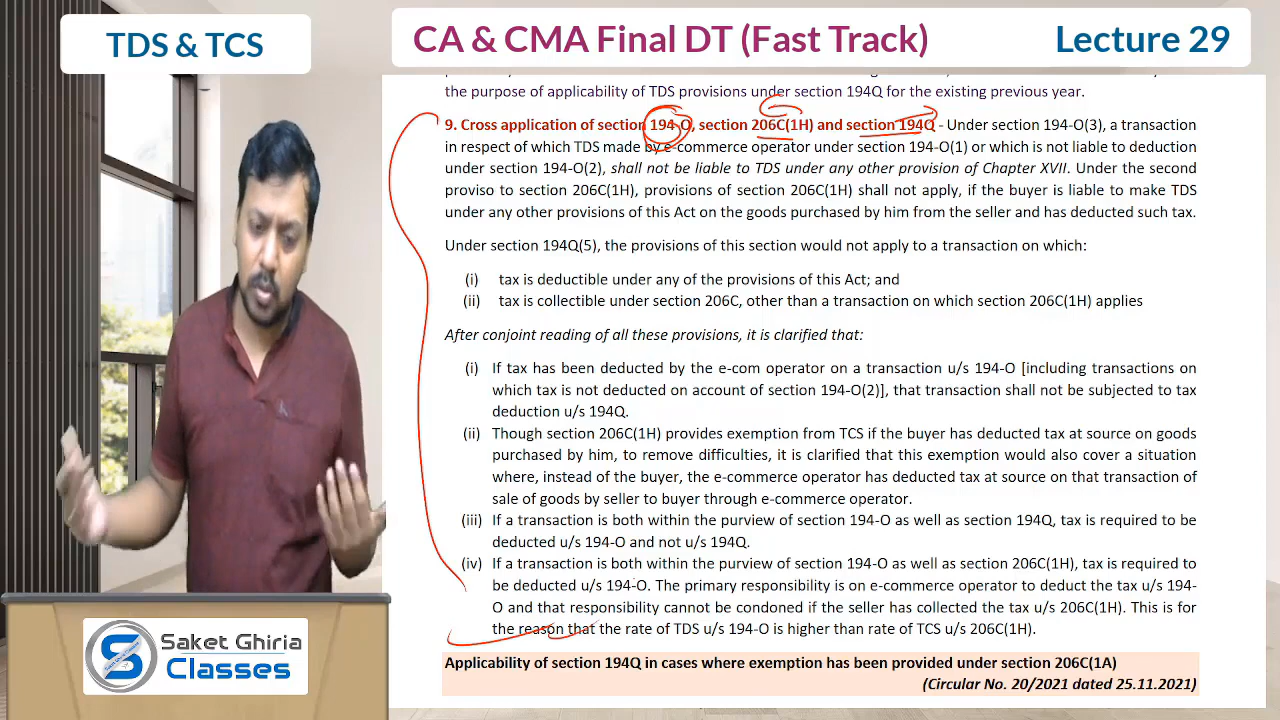 TDS & TCS
CA & CMA Final DT (Fast Track)
Lecture 29
the purpose of applicability of TDS provisions under section 194Q for the existing previous year.
9. Cross application of section 194-O, section 206C(1H) and section 194Q - Under section 194-O(3), a transaction
in respect of which TDS made by e-commerce operator under section 194-O(1) or which is not liable to deduction
under section 194-O(2), shall not be liable to TDS under any other provision of Chapter XVII. Under the second
proviso to section 206C(1H), provisions of section 206C(1H) shall not apply, if the buyer is liable to make TDS
under any other provisions of this Act on the goods purchased by him from the seller and has deducted such tax.
Under section 194Q(5), the provisions of this section would not apply to a transaction on which:
(i) tax is deductible under any of the provisions of this Act; and
(ii) tax is collectible under section 206C, other than a transaction on which section 206C(1H) applies
After conjoint reading of all these provisions, it is clarified that:
(i) If tax has been deducted by the e-com operator on a transaction u/s 194-O [including transactions on
which tax is not deducted on account of section 194-O(2)], that transaction shall not be subjected to tax
deduction u/s 194Q.
(ii) Though section 206C(1H) provides exemption from TCS if the buyer has deducted tax at source on goods
purchased by him, to remove difficulties, it is clarified that this exemption would also cover a situation
where, instead of the buyer, the e-commerce operator has deducted tax at source on that transaction of
sale of goods by seller to buyer through e-commerce operator.
(iii) If a transaction is both within the purview of section 194-O as well as section 194Q, tax is required to be
deducted u/s 194-O and not u/s 194Q.
(iv) If a transaction is both within the purview of section 194-O as well as section 206C(1H), tax is required to
be deducted u/s 194-O. The primary responsibility is on e-commerce operator to deduct the tax u/s 194-
O and that responsibility cannot be condoned if the seller has collected the tax u/s 206C(1H). This is for
the reason that the rate of TDS u/s 194-O is higher than rate of TCS u/s 206C(1H).
Applicability of section 194Q in cases where exemption has been provided under section 206C(1A)
(Circular No. 20/2021 dated 25.11.2021)
Saket Ghiria
Classes